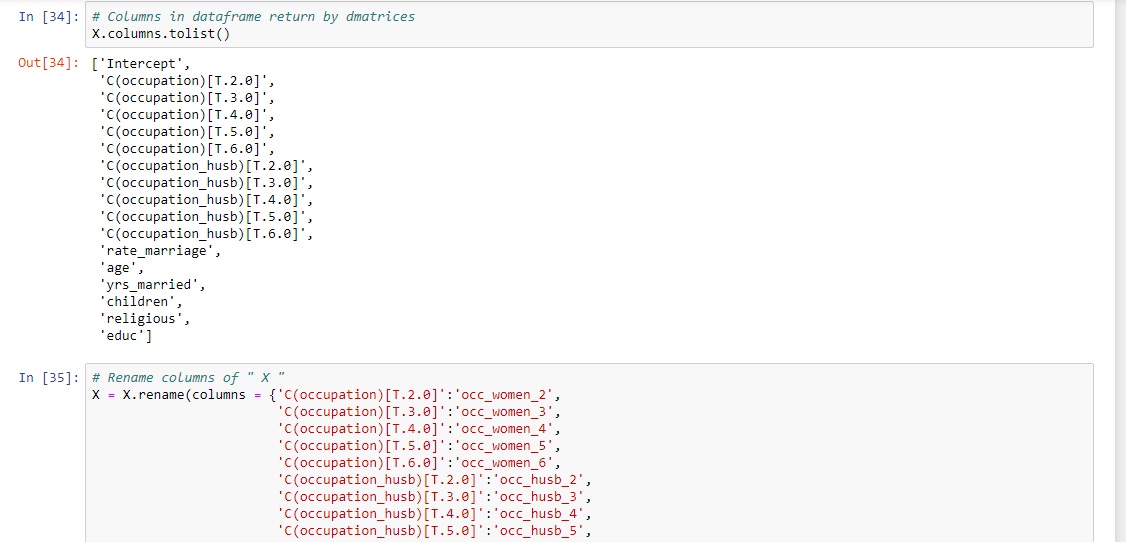 In [34]: # Columns in dataframe return by dmatrices
X.columns.tolist()
Out[34]: ['Intercept',
'C(occupation)[T.2.0]',
'C(occupation)[T.3.0]',
'C(occupation)[T.4.0]',
'C(occupation)[T.5.0]',
'C(occupation)[T.6.0]',
'C(occupation_husb)[T.2.0]',
'C(occupation_husb)[T.3.0]',
'C(occupation_husb)[T.4.0]',
'C(occupation_husb)[T.5.0]',
'C(occupation_husb)[T.6.0]',
'rate_marriage',
'age',
'yrs_married',
'children',
'religious',
'educ']
In [35]: # Rename columns of " X "
X = X.rename(columns = {'C(occupation)[T.2.0]':'occ_women_2',
'C(occupation)[T.3.0]':'occ_women_3',
'C(occupation)[T.4.0]':'occ_women_4',
'C(occupation)[T.5.0]':'occ_women_5',
'C(occupation)[T.6.0]':'occ_women_6',
'C(occupation_husb)[T.2.0]':'occ_husb_2',
'C(occupation_husb)[T.3.0]':'occ_husb_3',
'C(occupation_husb)[T.4.0]':'occ_husb_4',
'C(occupation_husb)[T.5.0]':'occ_husb_5',